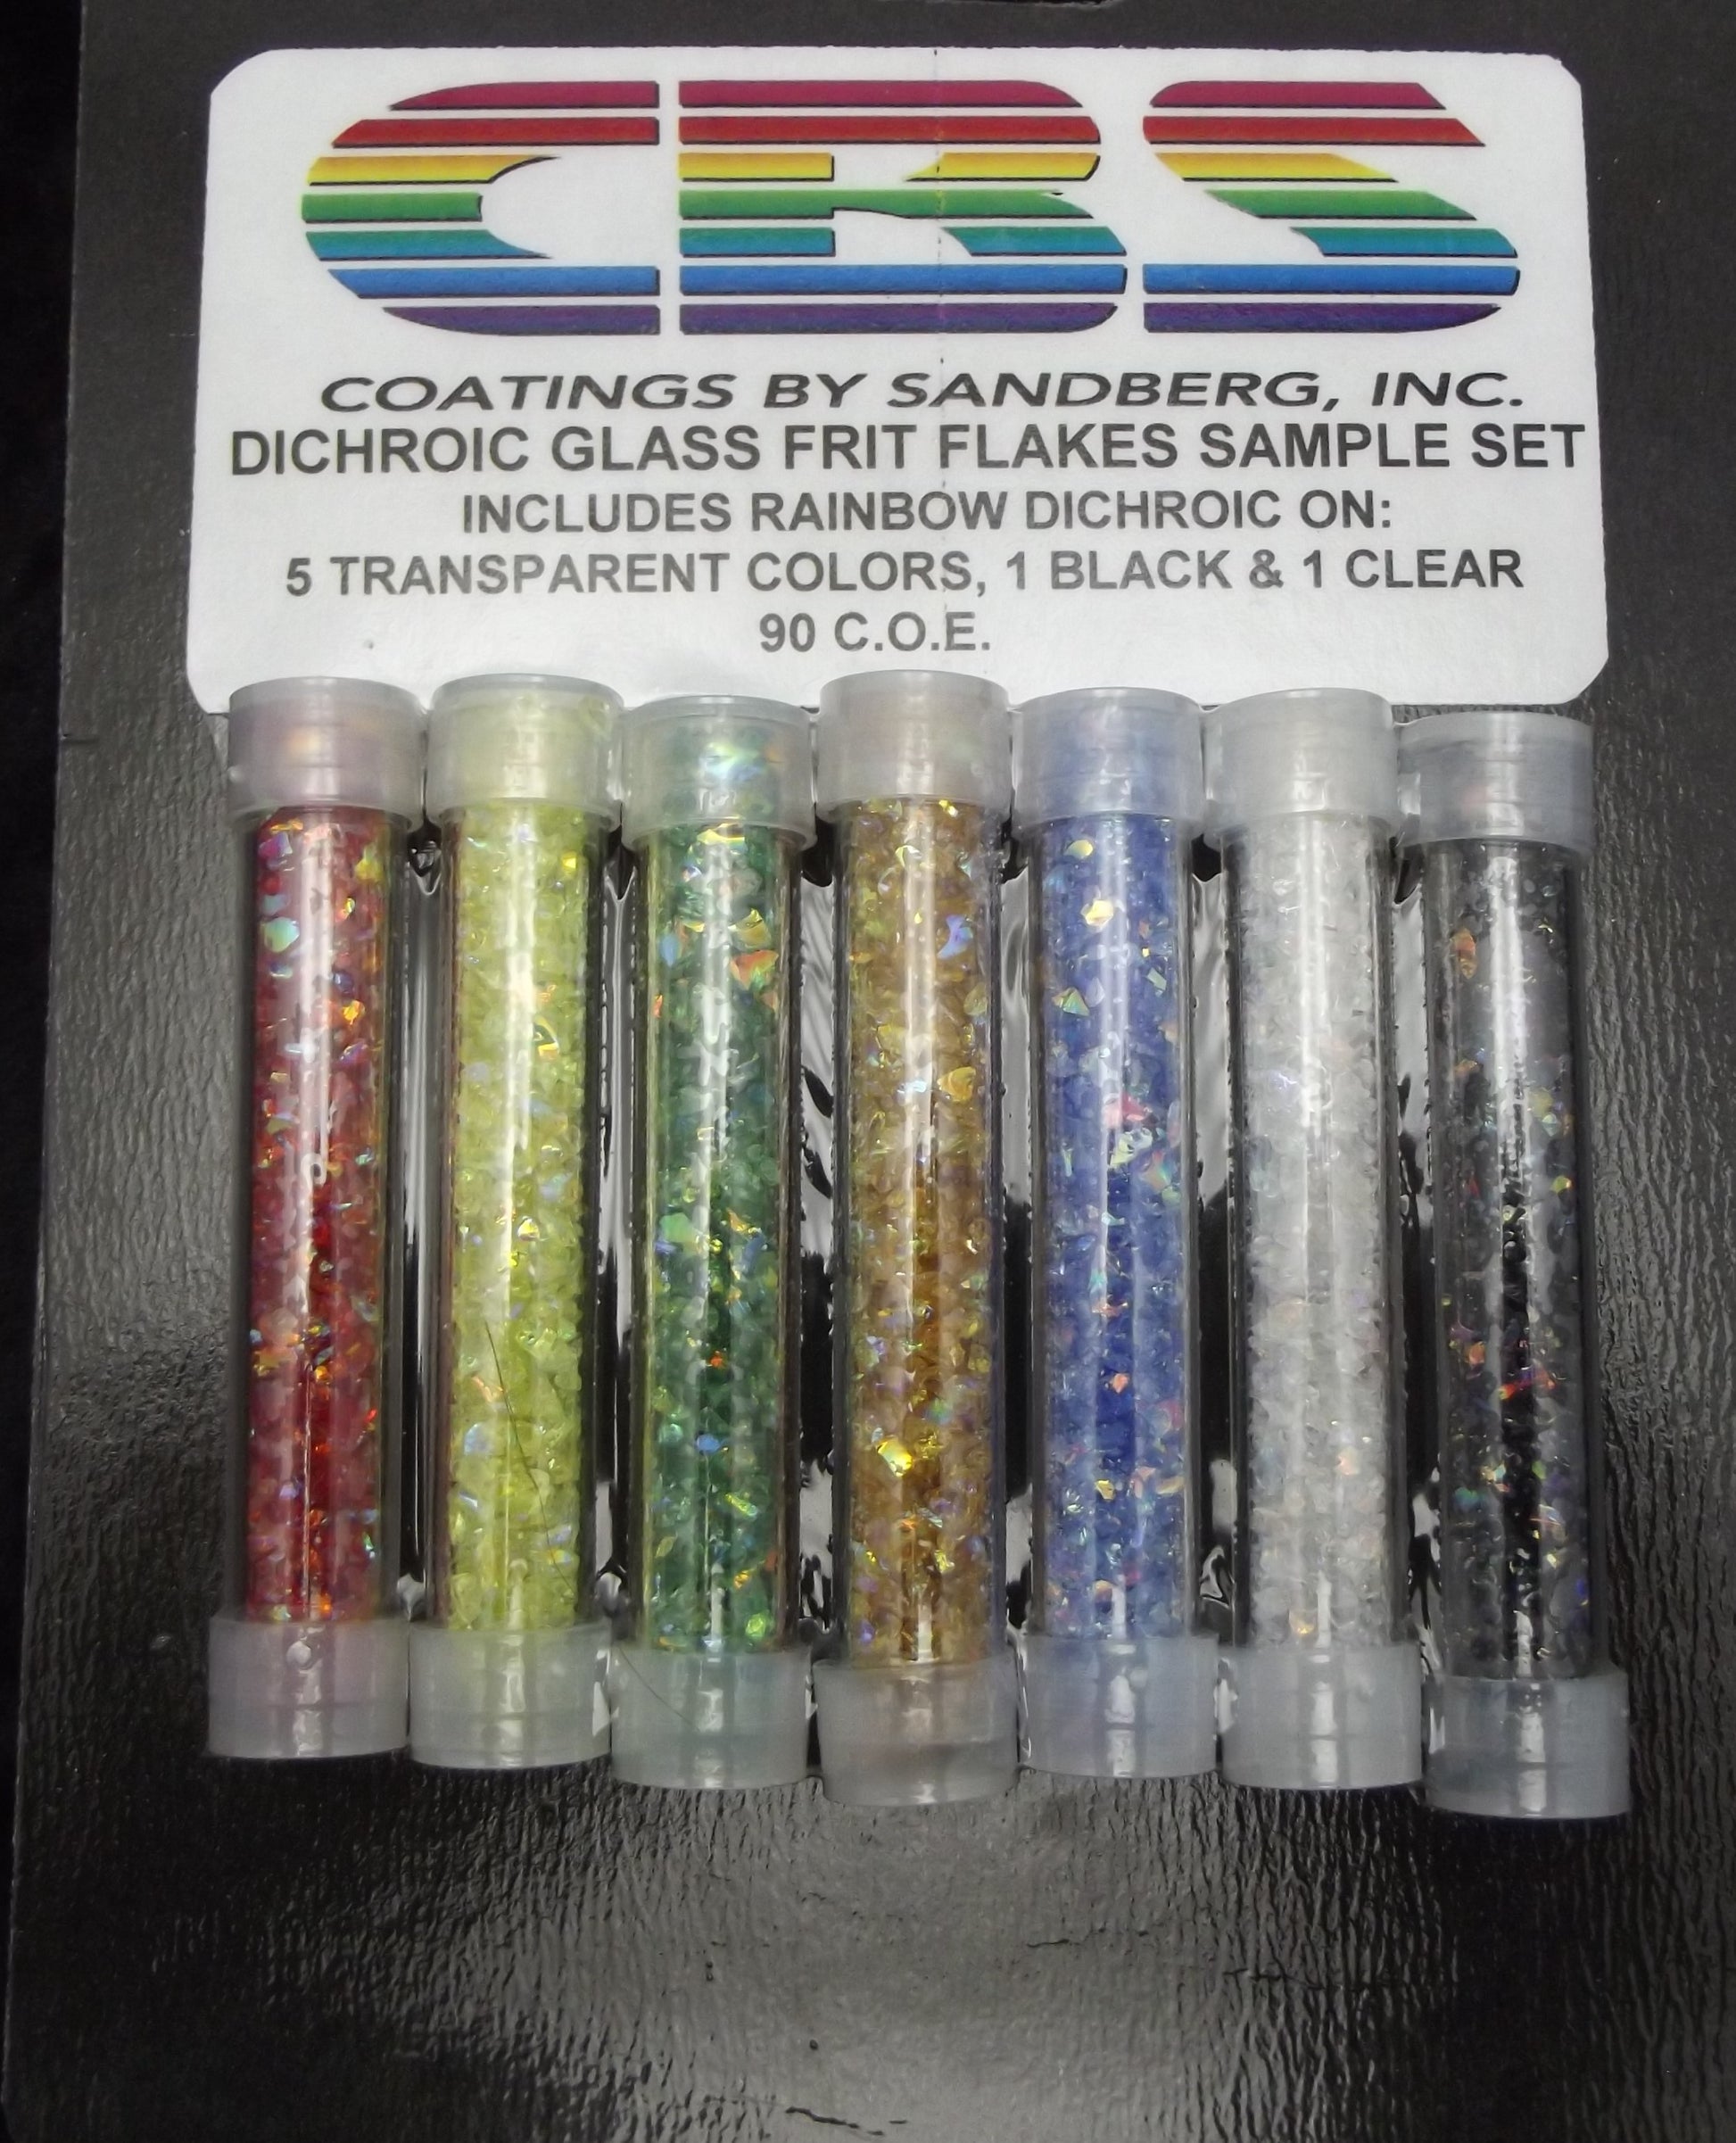 CBS
COATINGS BY SANDBERG, INC.
DICHROIC GLASS FRIT FLAKES SAMPLE SET
INCLUDES RAINBOW DICHROIC ON:
5 TRANSPARENT COLORS, 1 BLACK & 1 CLEAR
90 C.O.E.